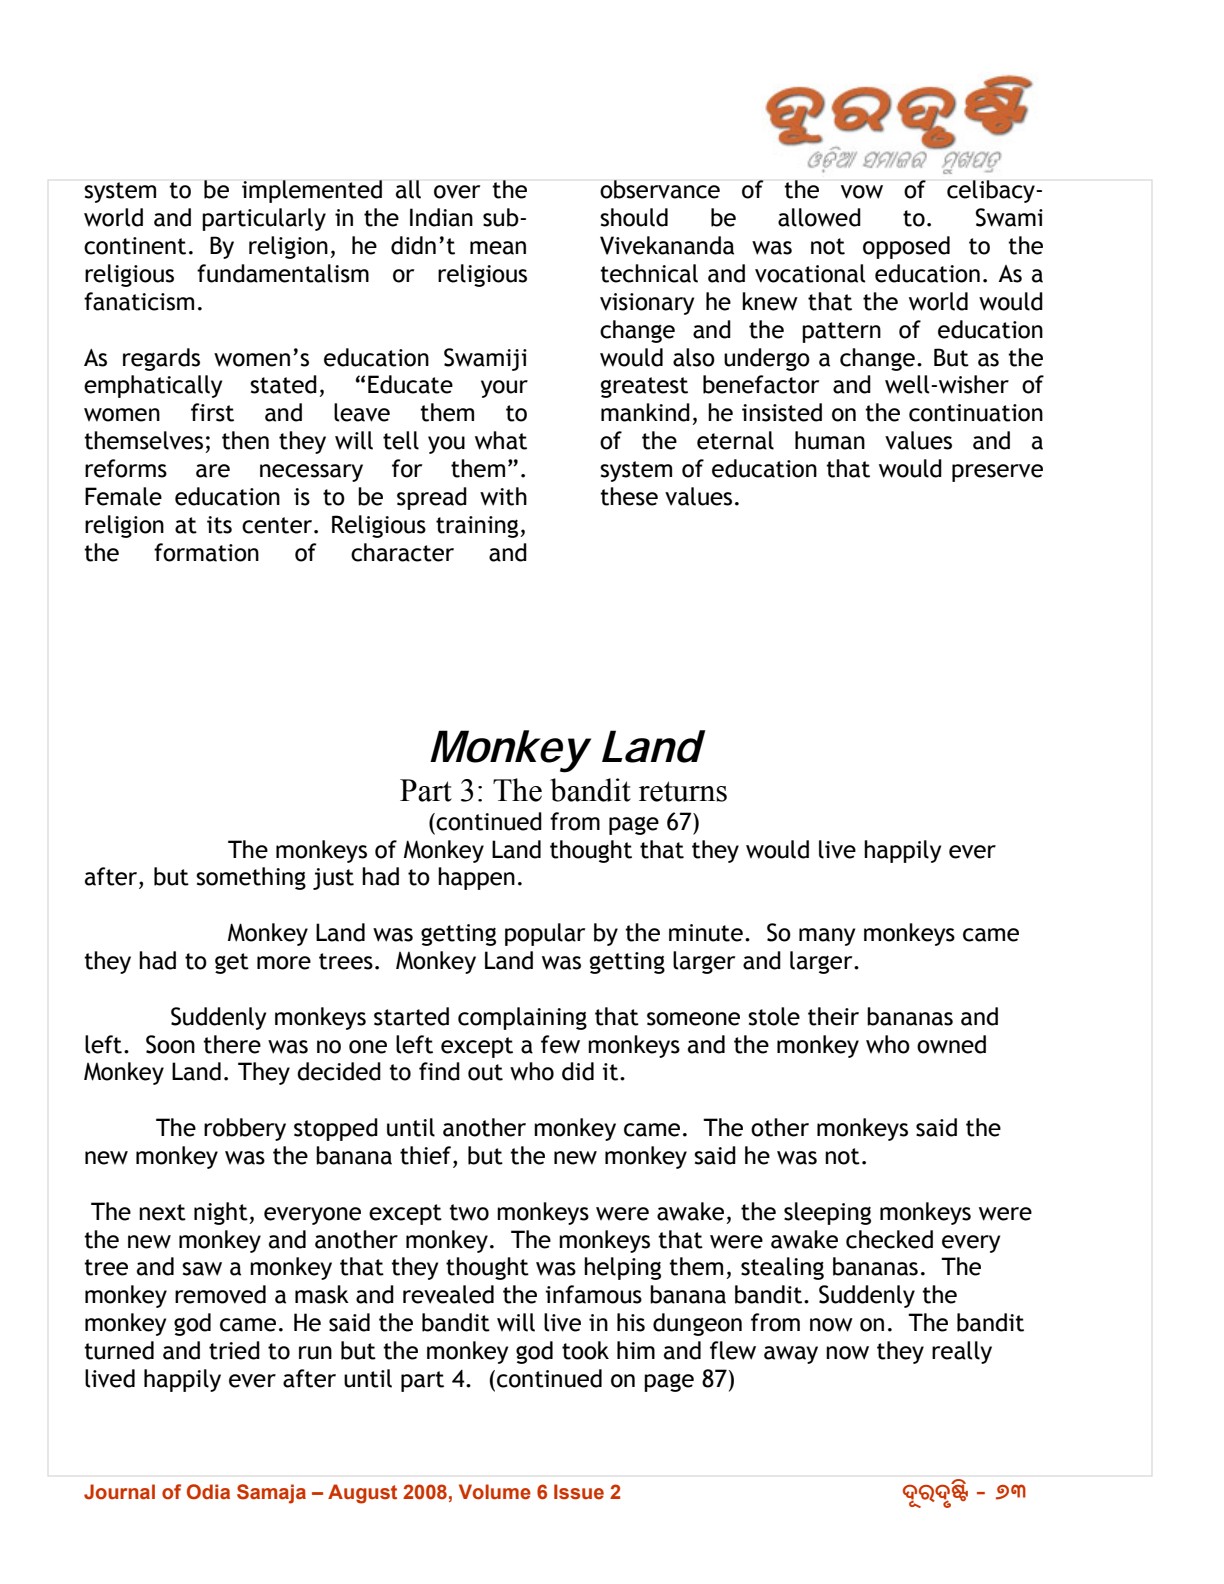 ଦୁରଦୃଷ୍ଟି
ଓଡ଼ିଆ ସମାଜର ମୁଖପତ୍ର
system to be implemented all over the
world and particularly in the Indian sub-
continent. By religion, he didn’t mean
religious fundamentalism or religious
fanaticism.
As regards women’s education Swamiji
emphatically stated, “Educate your
women first and leave them to
themselves; then they will tell you what
reforms are necessary for them”.
Female education is to be spread with
religion at its center. Religious training,
the formation of character and
observance of the vow of celibacy-
should be allowed to. Swami
Vivekananda was not opposed to the
technical and vocational education. As a
visionary he knew that the world would
change and the pattern of education
would also undergo a change. But as the
greatest benefactor and well-wisher of
mankind, he insisted on the continuation
of the eternal human values and a
system of education that would preserve
these values.
Monkey Land
Part 3: The bandit returns
(continued from page 67)
The monkeys of Monkey Land thought that they would live happily ever
after, but something just had to happen.
Monkey Land was getting popular by the minute.  So many monkeys came
they had to get more trees.  Monkey Land was getting larger and larger.
Suddenly monkeys started complaining that someone stole their bananas and
left.  Soon there was no one left except a few monkeys and the monkey who owned
Monkey Land. They decided to find out who did it.
The robbery stopped until another monkey came.  The other monkeys said the
new monkey was the banana thief, but the new monkey said he was not.
The next night, everyone except two monkeys were awake, the sleeping monkeys were
the new monkey and another monkey.  The monkeys that were awake checked every
tree and saw a monkey that they thought was helping them, stealing bananas.  The
monkey removed a mask and revealed the infamous banana bandit. Suddenly the
monkey god came. He said the bandit will live in his dungeon from now on.  The bandit
turned and tried to run but the monkey god took him and flew away now they really
lived happily ever after until part 4.  (continued on page 87)
Journal of Odia Samaja – August 2008, Volume 6 Issue 2
ଦୂରଦୃଷ୍ଟି - ୭୩